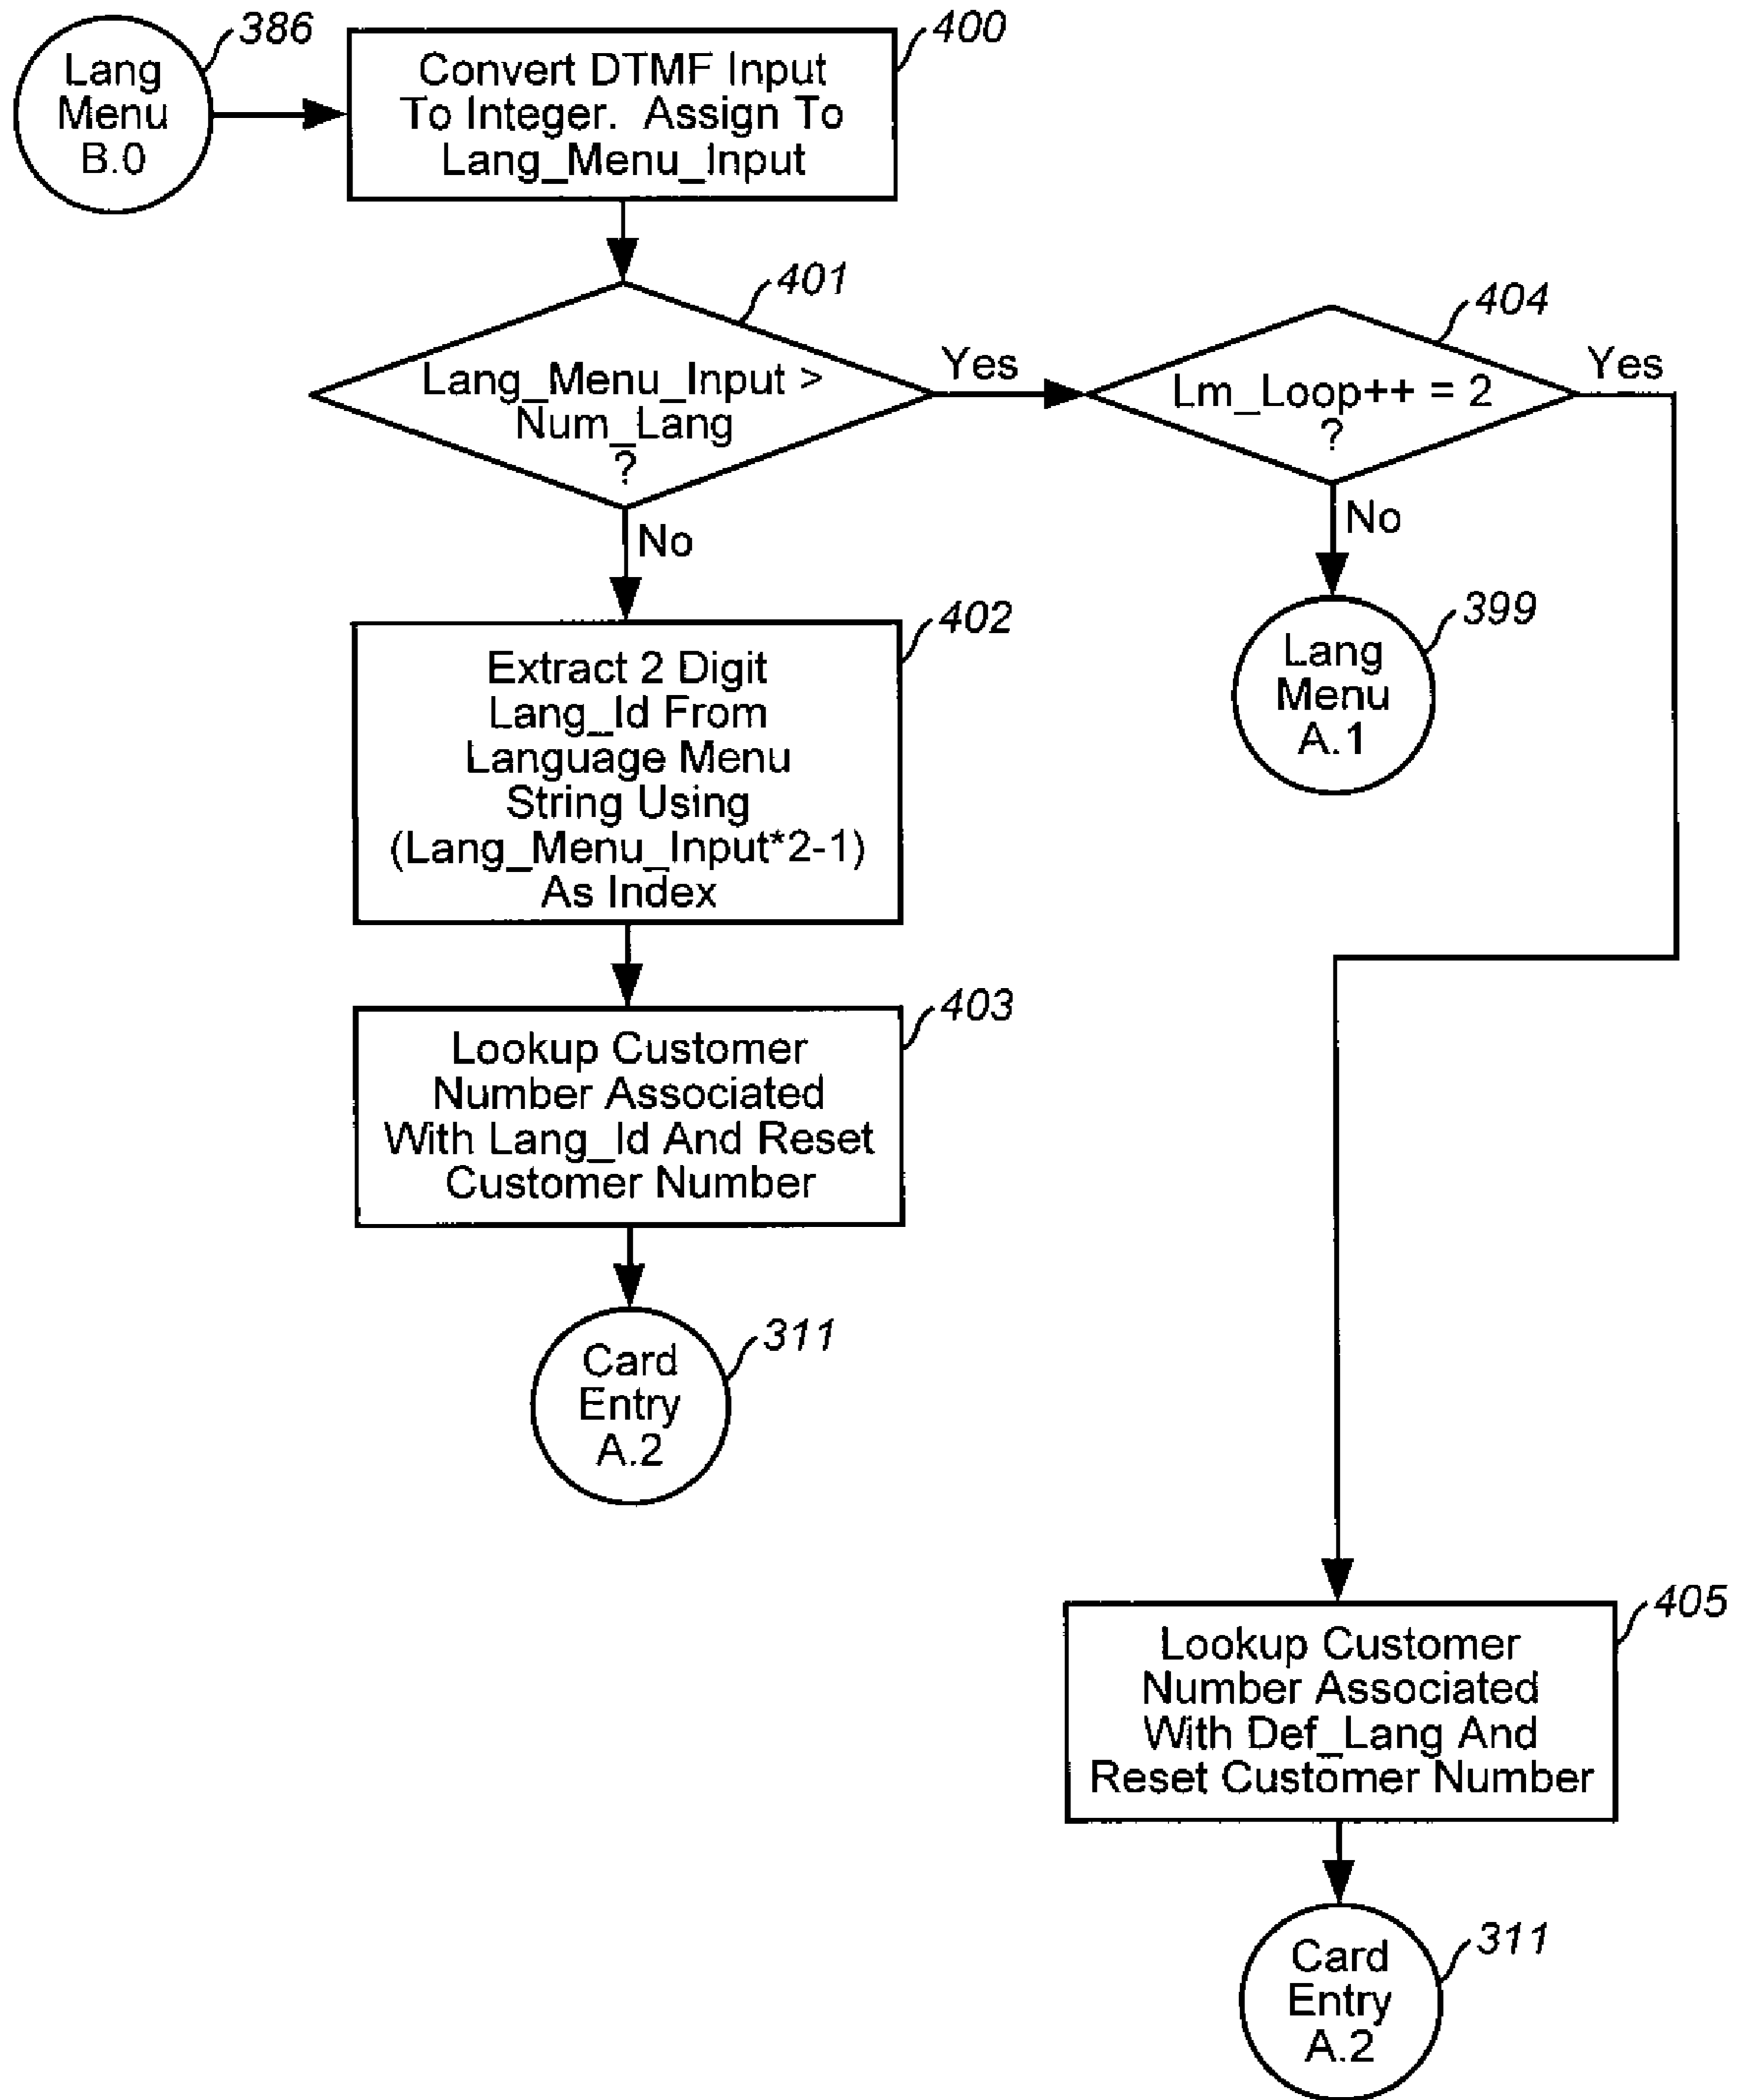 386
Lang
Menu
B.0
400
Convert DTMF Input
To Integer. Assign To
Lang_Menu_Input
401
Lang_Menu_Input >
Num_Lang
?
Yes
No
404
Lm_Loop++ = 2
?
Yes
No
399
Lang
Menu
A.1
402
Extract 2 Digit
Lang_Id From
Language Menu
String Using
(Lang_Menu_Input*2-1)
As Index
403
Lookup Customer
Number Associated
With Lang_Id And Reset
Customer Number
311
Card
Entry
A.2
405
Lookup Customer
Number Associated
With Def_Lang And
Reset Customer Number
311
Card
Entry
A.2